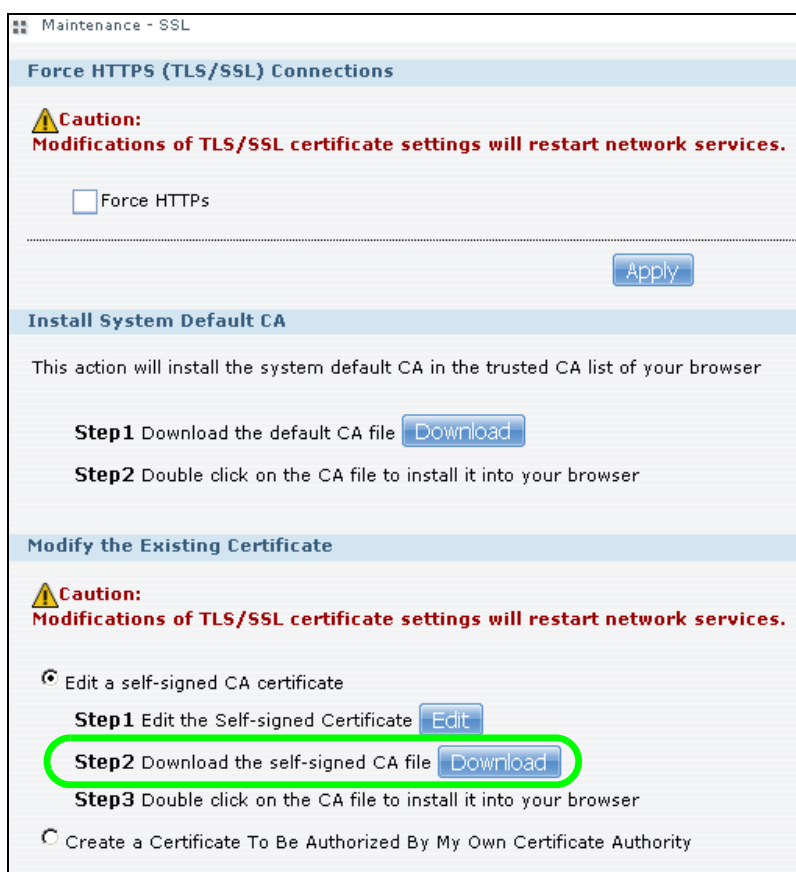 Maintenance - SSL
Force HTTPS (TLS/SSL) Connections
Caution:
Modifications of TLS/SSL certificate settings will restart network services.
Force HTTPs
Apply
Install System Default CA
This action will install the system default CA in the trusted CA list of your browser
Step1 Download the default CA file Download
Step2 Double click on the CA file to install it into your browser
Modify the Existing Certificate
Caution:
Modifications of TLS/SSL certificate settings will restart network services.
Edit a self-signed CA certificate
Step1 Edit the Self-signed Certificate Edit
Step2 Download the self-signed CA file Download
Step3 Double click on the CA file to install it into your browser
Create a Certificate To Be Authorized By My Own Certificate Authority